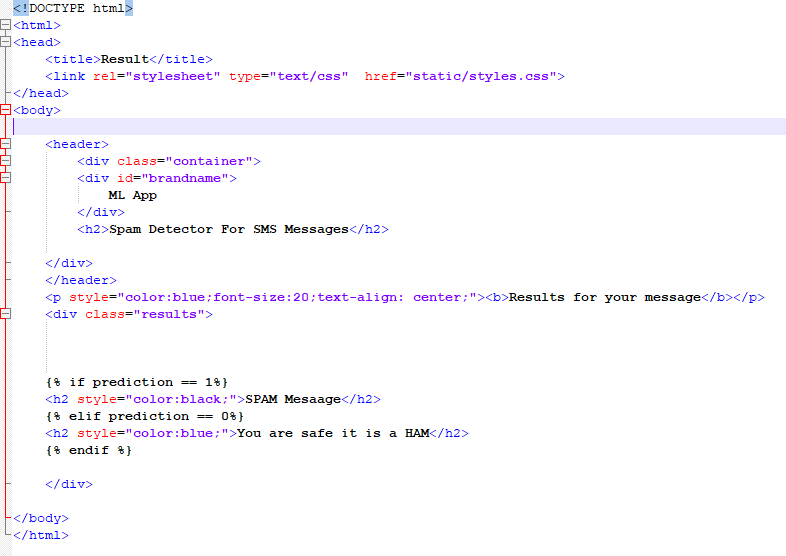 <!DOCTYPE html>
<html>
<head>
    <title>Result</title>
    <link rel="stylesheet" type="text/css"  href="static/styles.css">
</head>
<body>
    <header>
        <div class="container">
        <div id="brandname">
            ML App
        </div>
        <h2>Spam Detector For SMS Messages</h2>
    </div>
    </header>
    <p style="color:blue;font-size:20;text-align: center;"><b>Results for your message</b></p>
    <div class="results">
    {% if prediction == 1%}
    <h2 style="color:black;">SPAM Mesaage</h2>
    {% elif prediction == 0%}
    <h2 style="color:blue;">You are safe it is a HAM</h2>
    {% endif %}
    </div>
</body>
</html>